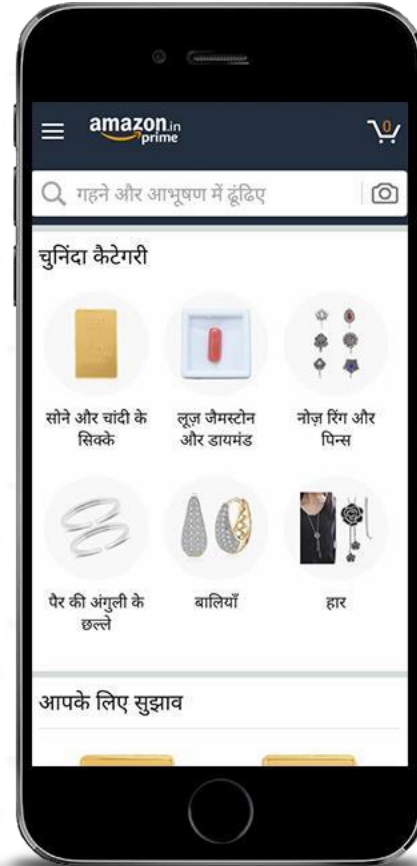 amazon.in
prime
0
गहने और आभूषण में ढूंढिए
चुनिंदा कैटेगरी
सोने और चांदी के
सिक्के
लूज़ जैमस्टोन
और डायमंड
नोज़ रिंग और
पिन्स
पैर की अंगुली के
छल्ले
बालियाँ
हार
आपके लिए सुझाव